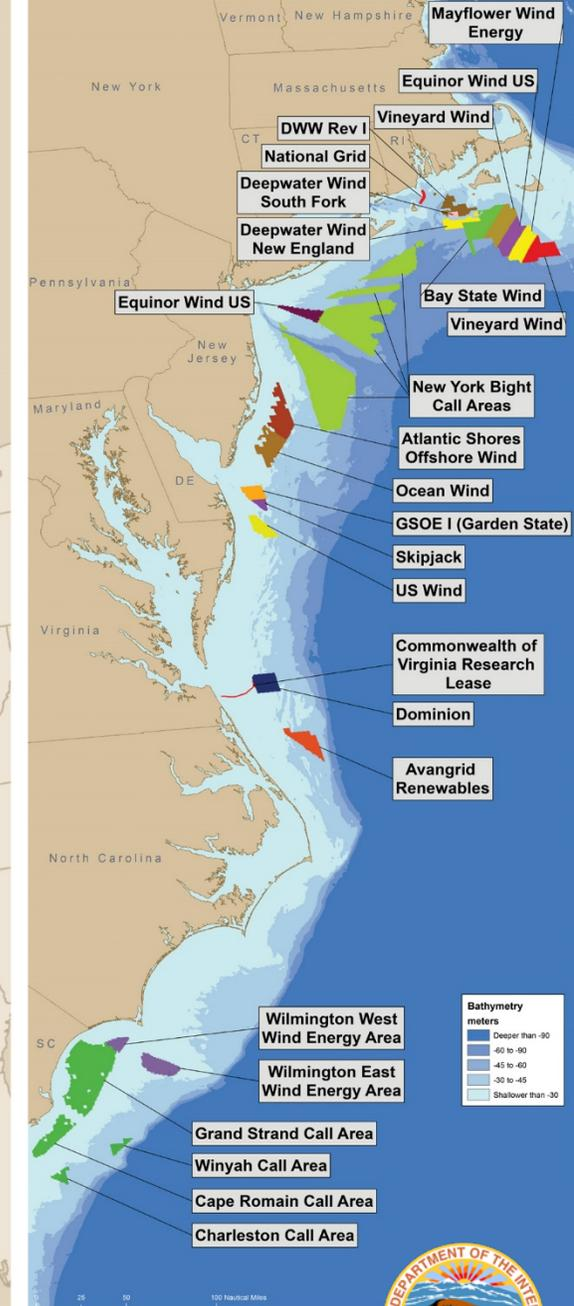 Vermont
New Hampshire
Mayflower Wind
Energy
New York
Massachusetts
Equinor Wind US
Vineyard Wind
DWW Rev I
CT
RI
National Grid
Deepwater Wind
South Fork
Deepwater Wind
New England
Pennsylvania
Equinor Wind US
Bay State Wind
Vineyard Wind
New
Jersey
New York Bight
Call Areas
Maryland
Atlantic Shores
Offshore Wind
DE
Ocean Wind
GSOE I (Garden State)
Skipjack
US Wind
Virginia
Commonwealth of
Virginia Research
Lease
Dominion
Avangrid
Renewables
North Carolina
Bathymetry
meters
Deeper than -90
-60 to -90
-45 to -60
-30 to -45
Shallower than -30
Wilmington West
Wind Energy Area
SC
Wilmington East
Wind Energy Area
Grand Strand Call Area
Winyah Call Area
Cape Romain Call Area
Charleston Call Area
25 50 100 Nautical Miles
DEPARTMENT OF THE INTE